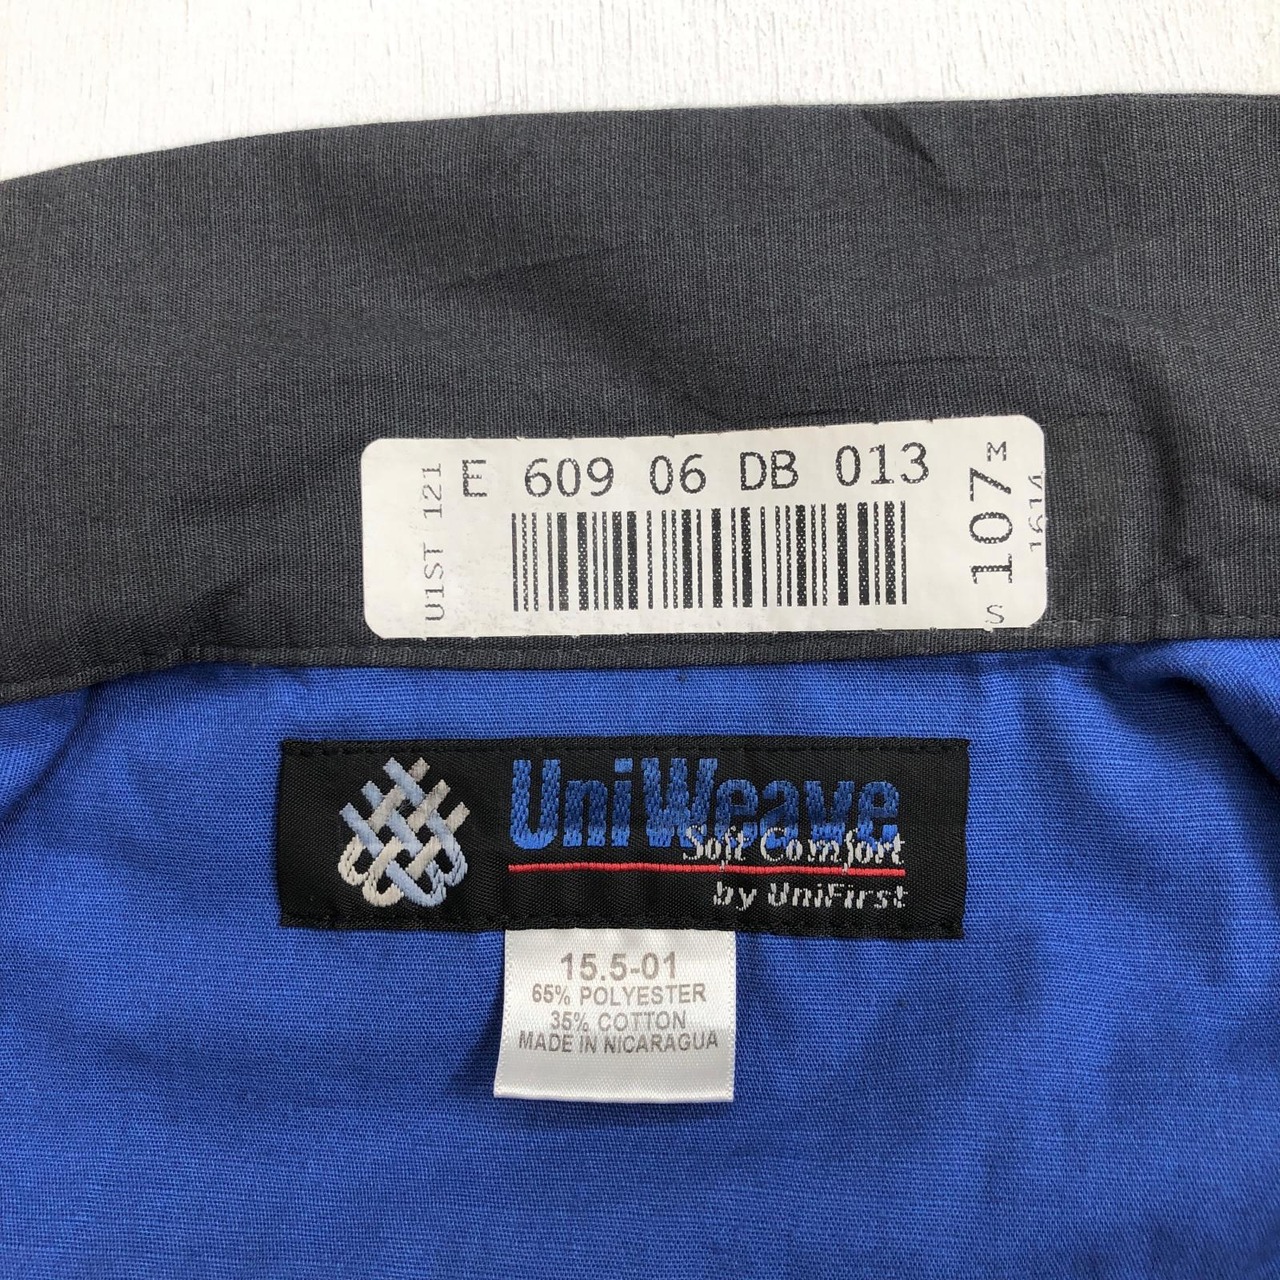 E 609 06 DB 013
U1ST 121
S 107 M
1614
UniWeave
Soft Comfort
by UniFirst
15.5-01
65% POLYESTER
35% COTTON
MADE IN NICARAGUA